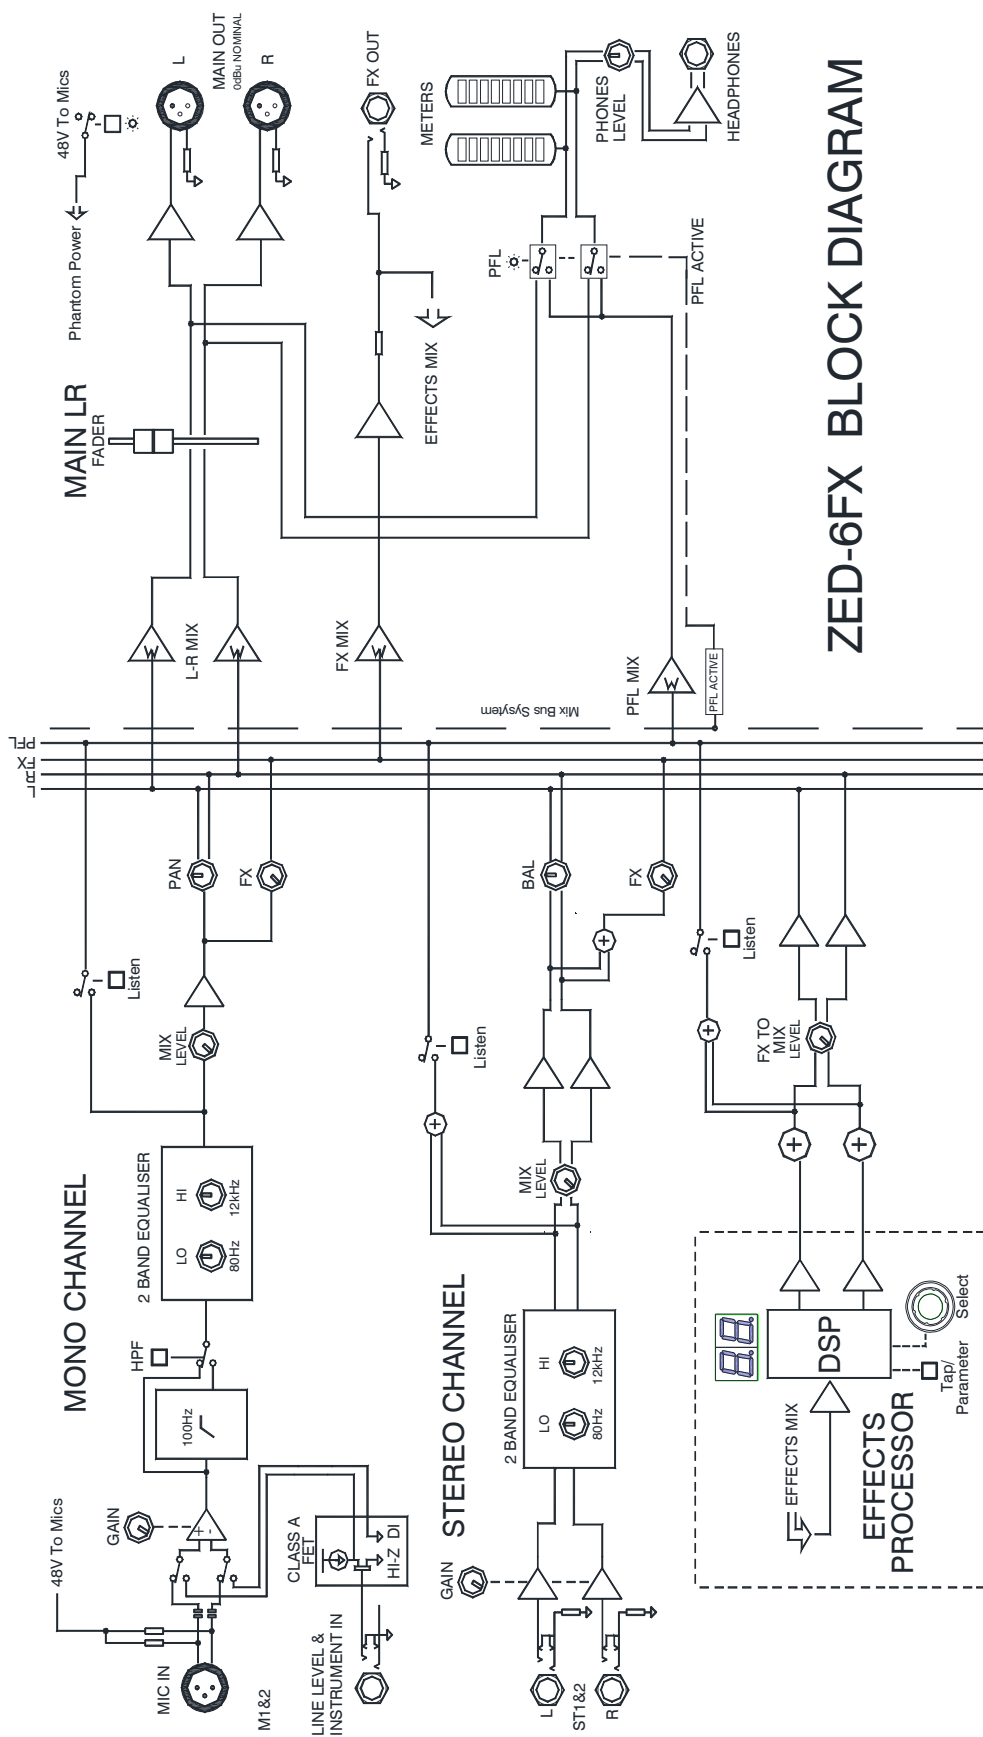 ZED-6FX BLOCK DIAGRAM
MONO CHANNEL
MIC IN
M1&2
48V To Mics
GAIN
LINE LEVEL &
INSTRUMENT IN
CLASS A
FET
HI-Z DI
100Hz
HPF
2 BAND EQUALISER
LO
80Hz
HI
12kHz
MIX
LEVEL
Listen
PAN
FX
STEREO CHANNEL
L
ST1&2
R
GAIN
2 BAND EQUALISER
LO
80Hz
HI
12kHz
MIX
LEVEL
Listen
BAL
FX
EFFECTS
PROCESSOR
EFFECTS MIX
DSP
Tap/
Parameter
Select
FX TO
MIX
LEVEL
Listen
L
R
FX
PFL
Mix Bus Sysytem
L-R MIX
FX MIX
PFL MIX
PFL ACTIVE
MAIN LR
FADER
EFFECTS MIX
Phantom Power
48V To Mics
L
MAIN OUT
0dBu NOMINAL
R
FX OUT
METERS
PFL
PFL ACTIVE
PHONES
LEVEL
HEADPHONES